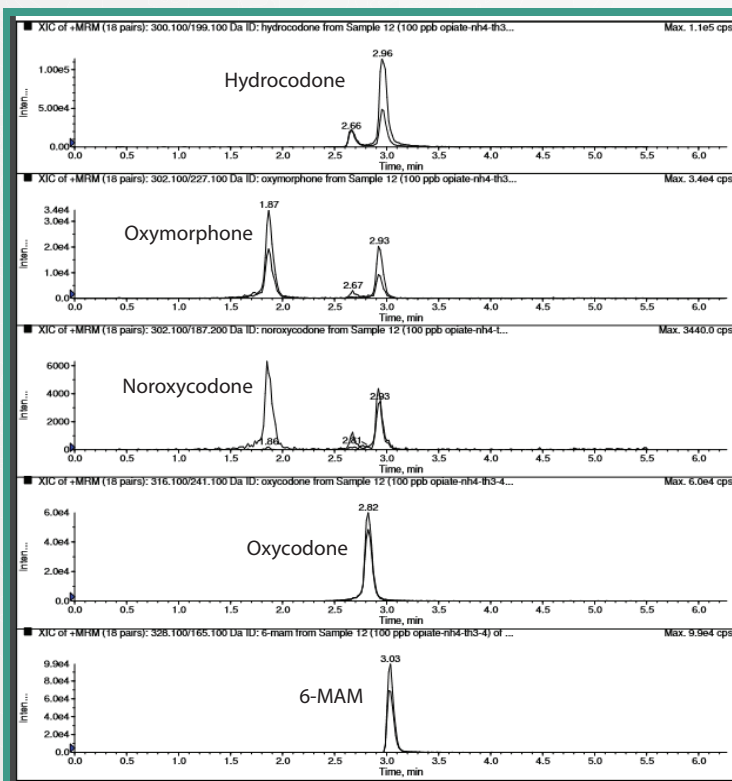 XIC of +MRM (18 pairs): 300.100/199.100 Da ID: hydrocodone from Sample 12 (100 ppb opiate-nh4-th3... Max. 1.1e5 cps
2.96
1.00e5
Hydrocodone
Inten...
5.00e4
2.66
0.00
0.0 0.5 1.0 1.5 2.0 2.5 3.0 3.5 4.0 4.5 5.0 5.5 6.0
Time, min
XIC of +MRM (18 pairs): 302.100/227.100 Da ID: oxymorphone from Sample 12 (100 ppb opiate-nh4-th3... Max. 3.4e4 cps
1.87
3.4e4
3.0e4
Oxymorphone
2.93
Inten...
2.0e4
1.0e4
2.67
0.0
0.0 0.5 1.0 1.5 2.0 2.5 3.0 3.5 4.0 4.5 5.0 5.5 6.0
Time, min
XIC of +MRM (18 pairs): 302.100/187.200 Da ID: noroxycodone from Sample 12 (100 ppb opiate-nh4-t... Max. 3440.0 cps
6000
Noroxycodone
Inten...
4000
2.93
2000
1.86
0
0.0 0.5 1.0 1.5 2.0 2.5 3.0 3.5 4.0 4.5 5.0 5.5 6.0
Time, min
XIC of +MRM (18 pairs): 316.100/241.100 Da ID: oxycodone from Sample 12 (100 ppb opiate-nh4-th3-4... Max. 6.0e4 cps
2.82
6.0e4
Inten...
4.0e4
Oxycodone
2.0e4
0.0
0.0 0.5 1.0 1.5 2.0 2.5 3.0 3.5 4.0 4.5 5.0 5.5 6.0
Time, min
XIC of +MRM (18 pairs): 328.100/165.100 Da ID: 6-mam from Sample 12 (100 ppb opiate-nh4-th3-4) of ... Max. 9.9e4 cps
3.03
9.9e4
8.0e4
6-MAM
Inten...
6.0e4
4.0e4
2.0e4
0.0
0.0 0.5 1.0 1.5 2.0 2.5 3.0 3.5 4.0 4.5 5.0 5.5 6.0
Time, min